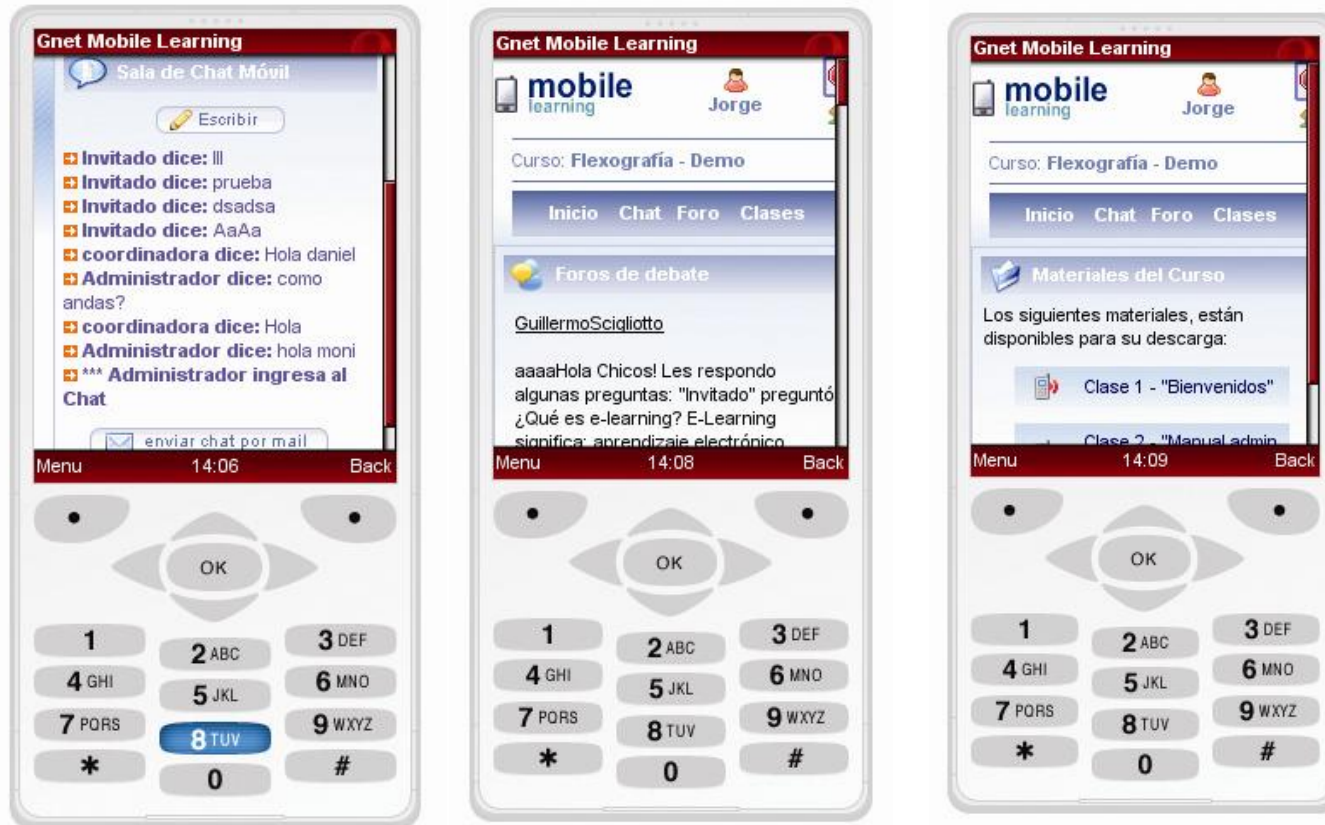 Gnet Mobile Learning
Sala de Chat Móvil
Escribir
Invitado dice: lll
Invitado dice: prueba
Invitado dice: dsadsa
Invitado dice: AaAa
coordinadora dice: Hola daniel
Administrador dice: como
andas?
coordinadora dice: Hola
Administrador dice: hola moni
*** Administrador ingresa al
Chat
enviar chat por mail
Menu 14:06 Back
OK
1 2 ABC 3 DEF
4 GHI 5 JKL 6 MNO
7 PQRS 8 TUV 9 WXYZ
* 0 #
Gnet Mobile Learning
mobile
learning
Jorge
Curso: Flexografía - Demo
Inicio Chat Foro Clases
Foros de debate
GuillermoScigliotto
aaaaHola Chicos! Les respondo
algunas preguntas: "Invitado" preguntó
¿Qué es e-learning? E-Learning
significa: aprendizaje electrónico
Menu 14:08 Back
OK
1 2 ABC 3 DEF
4 GHI 5 JKL 6 MNO
7 PQRS 8 TUV 9 WXYZ
* 0 #
Gnet Mobile Learning
mobile
learning
Jorge
Curso: Flexografía - Demo
Inicio Chat Foro Clases
Materiales del Curso
Los siguientes materiales, están
disponibles para su descarga:
Clase 1 - "Bienvenidos"
Clase 2 - "Manual admin
Menu 14:09 Back
OK
1 2 ABC 3 DEF
4 GHI 5 JKL 6 MNO
7 PQRS 8 TUV 9 WXYZ
* 0 #